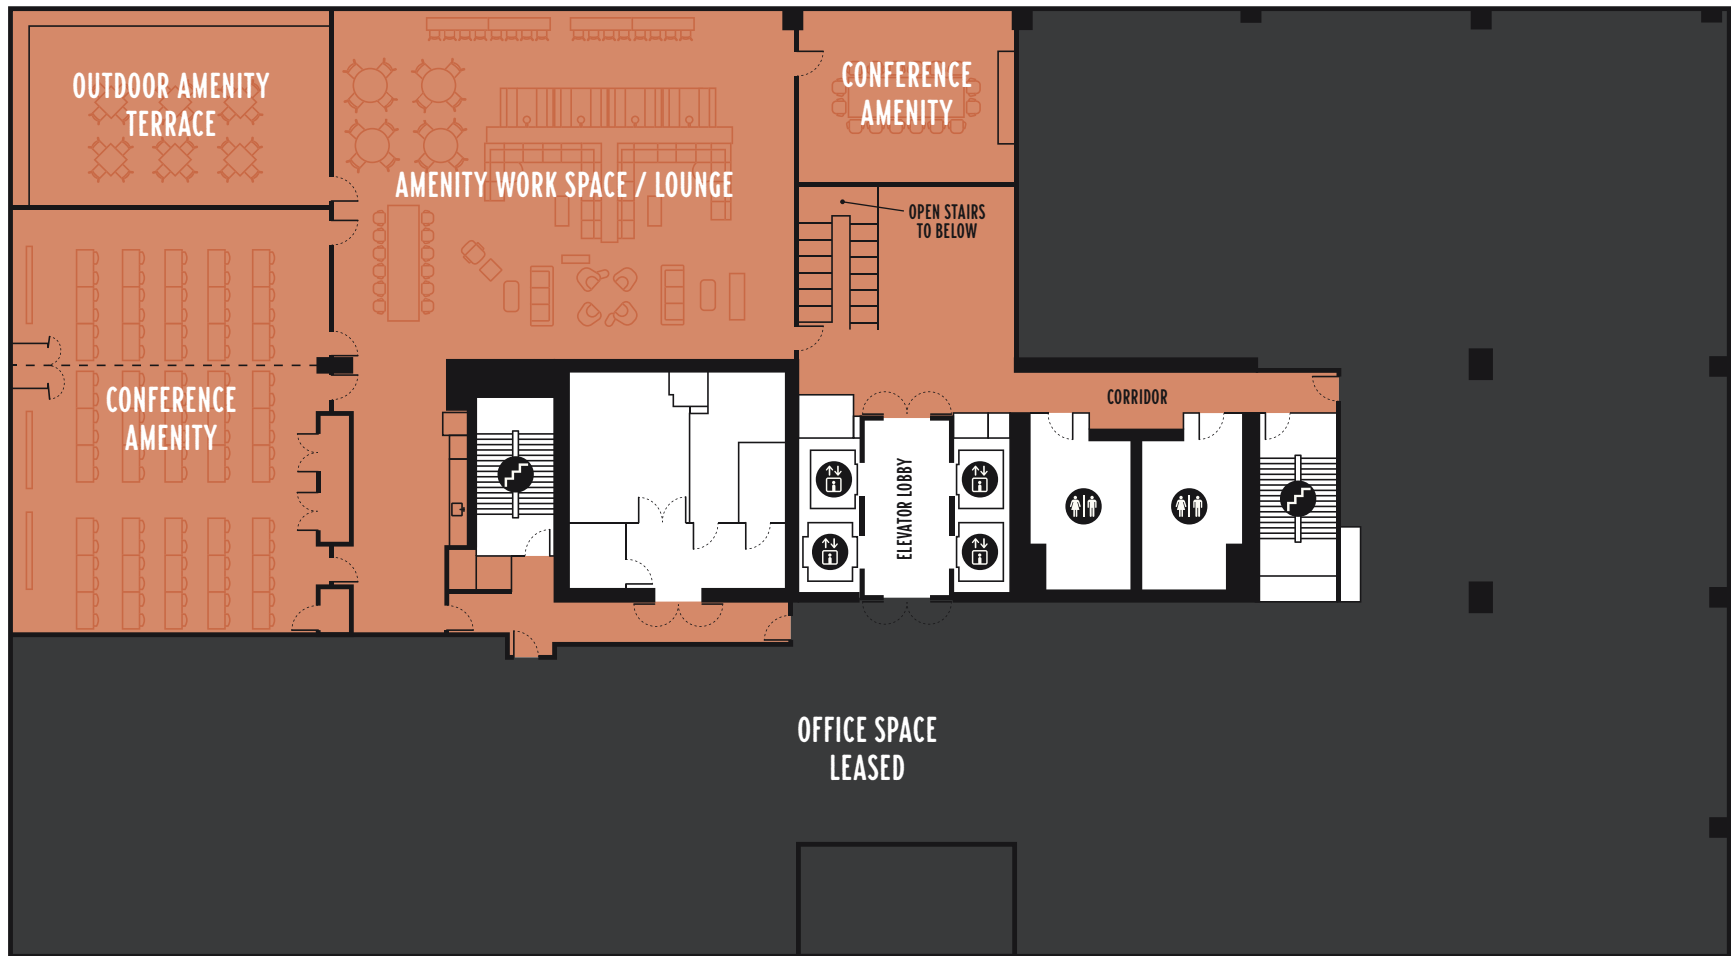 OUTDOOR AMENITY
TERRACE
CONFERENCE
AMENITY
AMENITY WORK SPACE / LOUNGE
OPEN STAIRS
TO BELOW
CONFERENCE
AMENITY
CORRIDOR
ELEVATOR LOBBY
OFFICE SPACE
LEASED